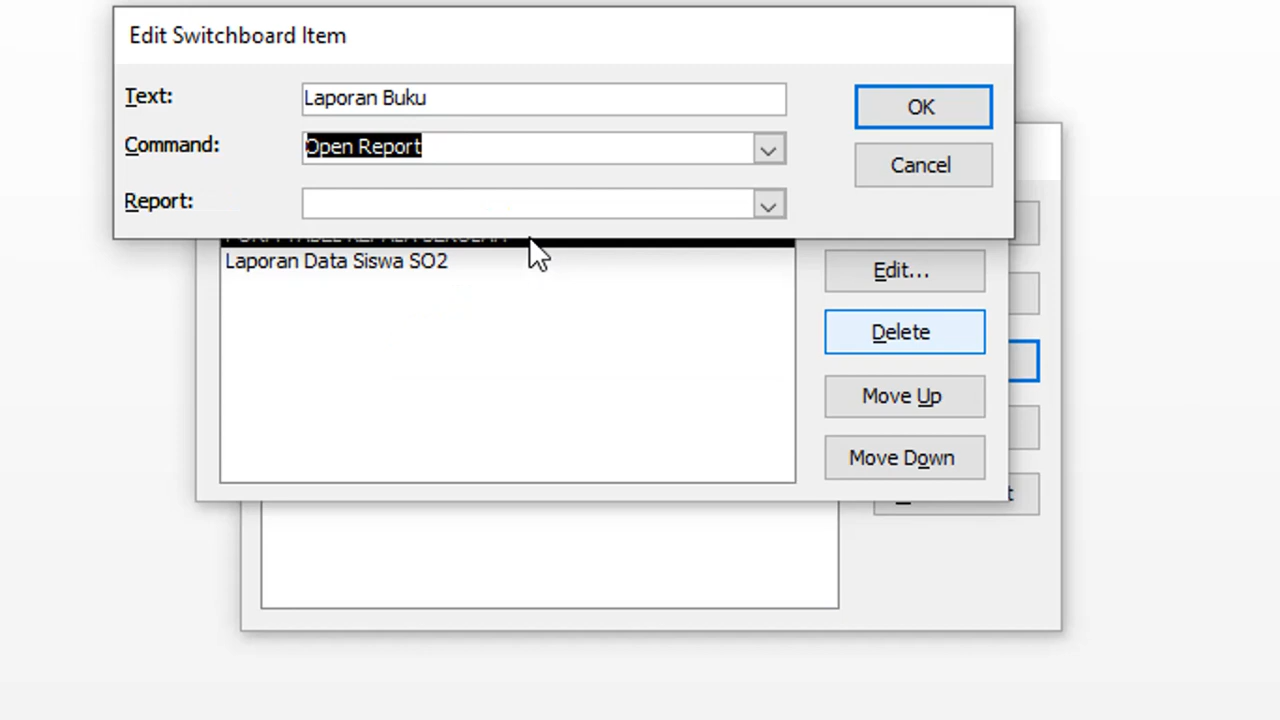 Edit Switchboard Item
Text: Laporan Buku OK
Command: Open Report Cancel
Report:
Laporan Data Siswa SO2
Edit...
Delete
Move Up
Move Down